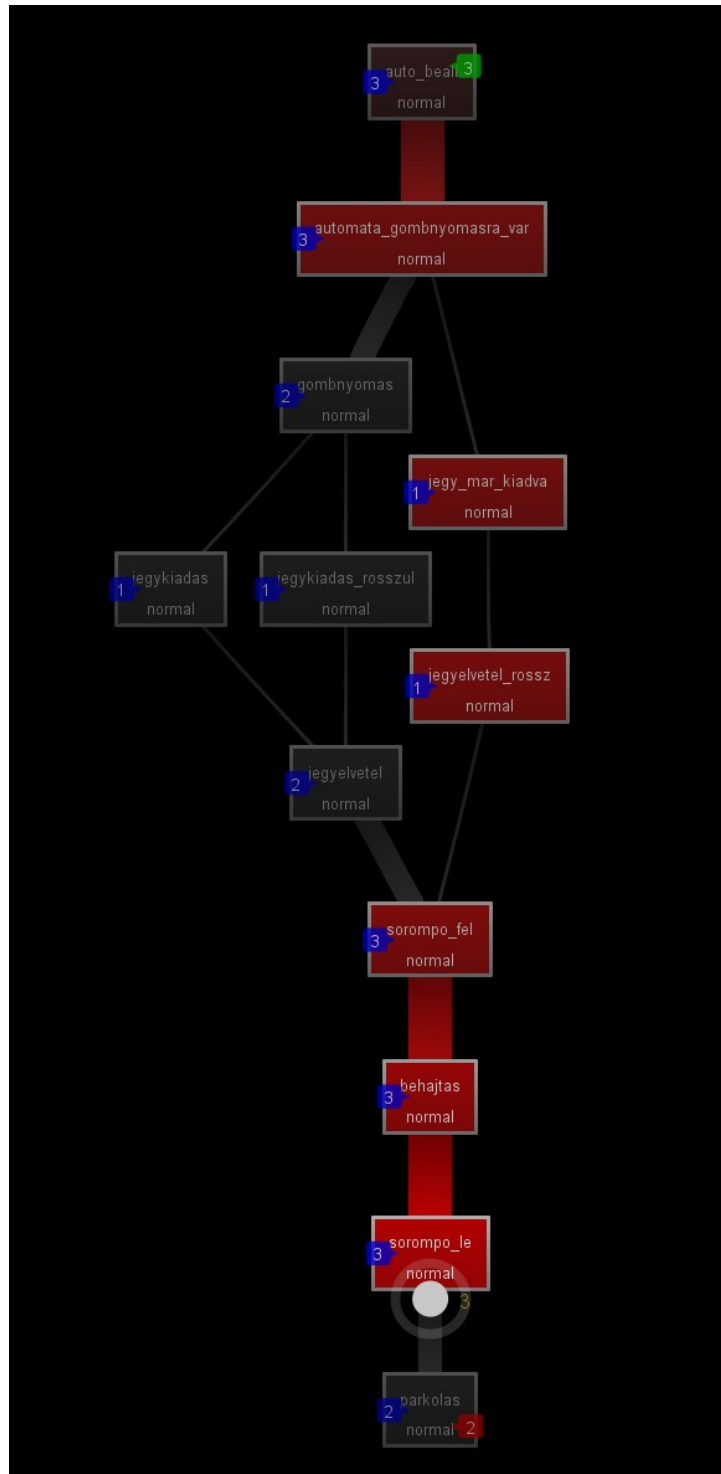 auto_beall
3
3
normal
automata_gombnyomasra_var
3
normal
gombnyomas
2
normal
jegy_mar_kiadva
1
normal
jegykiadas
1
normal
jegykiadas_rosszul
1
normal
jegyelvetel_rossz
1
normal
jegyelvetel
2
normal
sorompo_fel
3
normal
behajtas
3
normal
sorompo_le
3
normal
3
parkolas
2
normal
2